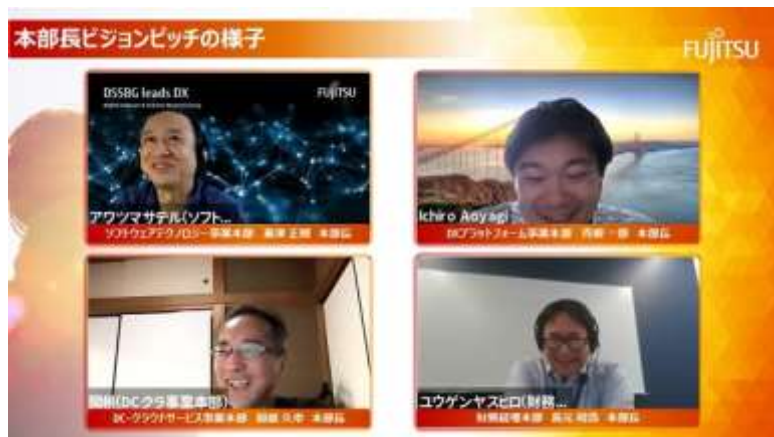 本部長ビジョンピッチの様子
FUJITSU
DSSBG leads DX
FUJITSU
アワツマサテル(ソフト...
ソフトウェアテクノロジー事業本部 本部長
Ichiro Aoyagi
プラットフォーム事業本部 青柳 一郎 本部長
(DCクラ事業本部)
DC・クラウドサービス事業本部 本部長
ユウゲンヤスヒロ(財務...
財務経理本部 本部長